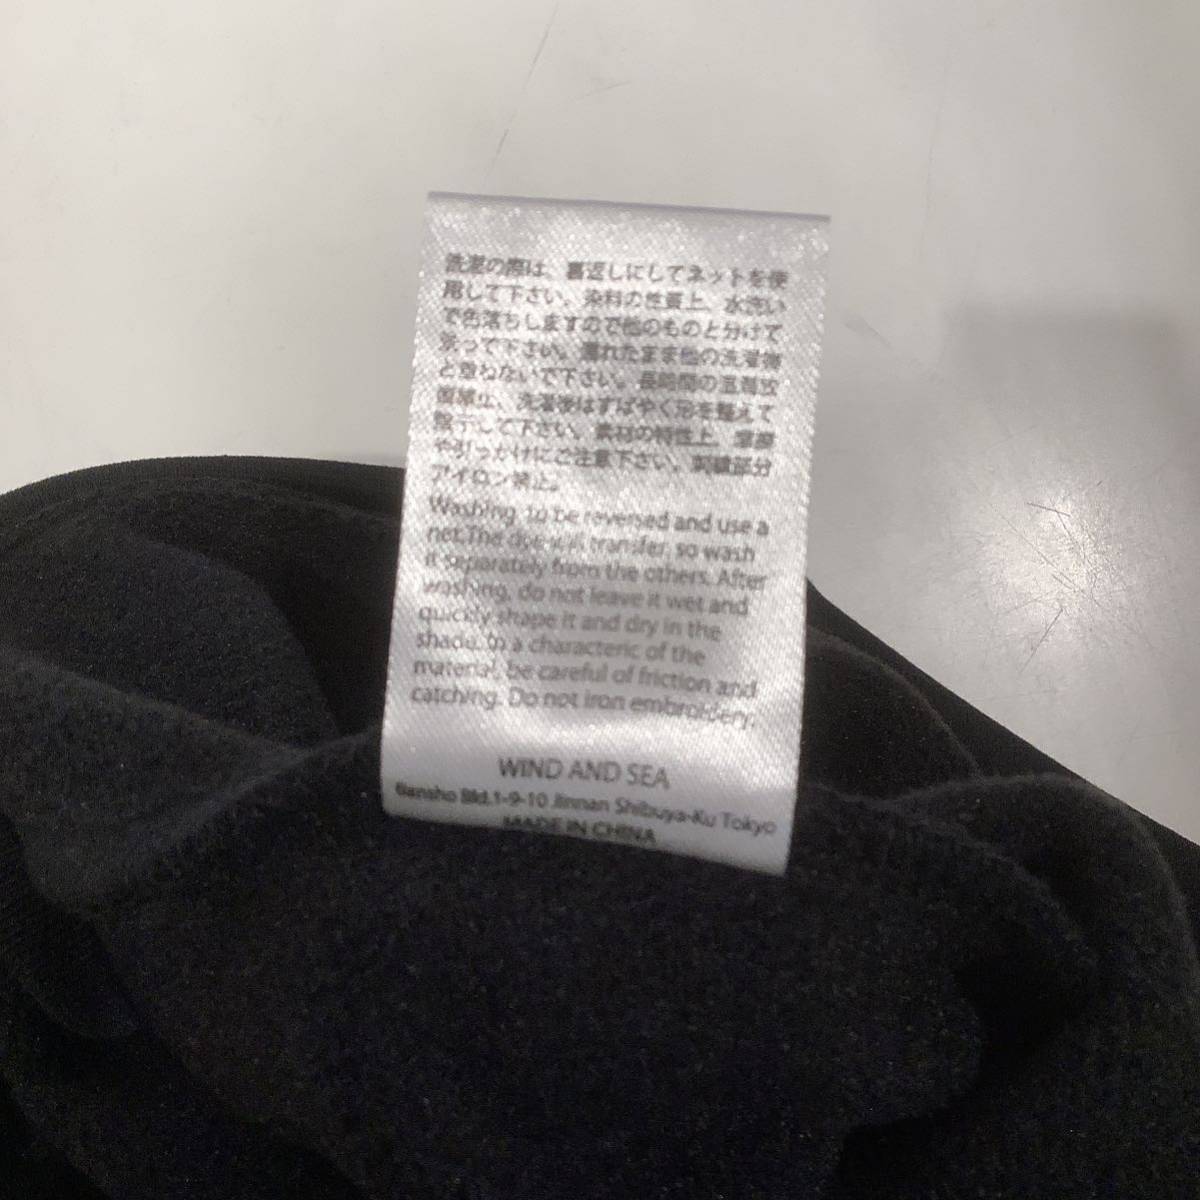 洗濯の際は、裏返しにしてネットを使
用して下さい。染料の性質上、水洗い
で色落ちしますので他のものと分けて
洗って下さい。濡れたまま他の洗濯物
と重ねないで下さい。長時間の温潤放
置禁止、洗濯後はすばやく形を整えて
陰干しして下さい。素材の特性上、摩擦
や引っかけにご注意下さい。刺繍部分
アイロン禁止。
Washing, to be reversed and use a
net.The dye will transfer, so wash
it separately from the others. After
washing, do not leave it wet and
quickly shape it and dry in the
shade. In a characteric of the
material, be careful of friction and
catching. Do not iron embroidery.
WIND AND SEA
Bansho Bld.1-9-10 Jinnan Shibuya-Ku Tokyo
MADE IN CHINA